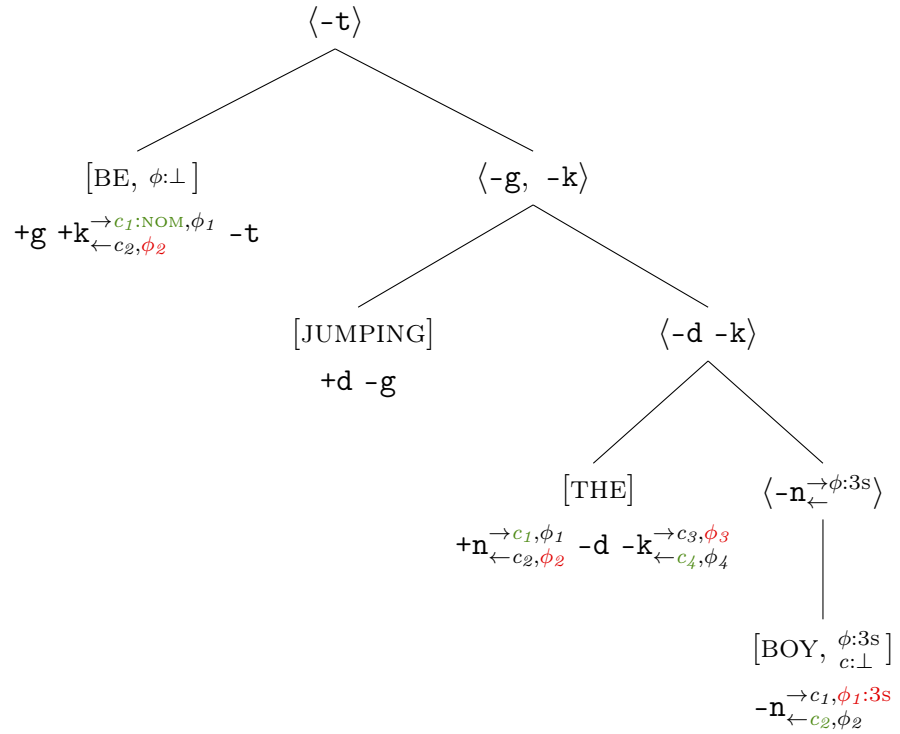 ⟨-t⟩
[BE, ϕ:⊥]
+g +k→c₁:NOM,ϕ₁ ←c₂,ϕ₂ -t
⟨-g, -k⟩
[JUMPING]
+d -g
⟨-d -k⟩
[THE]
+n→c₁,ϕ₁ ←c₂,ϕ₂ -d -k→c₃,ϕ₃ ←c₄,ϕ₄
⟨-n→ϕ:3s ←⟩
[BOY, ϕ:3s c:⊥]
-n→c₁,ϕ₁:3s ←c₂,ϕ₂